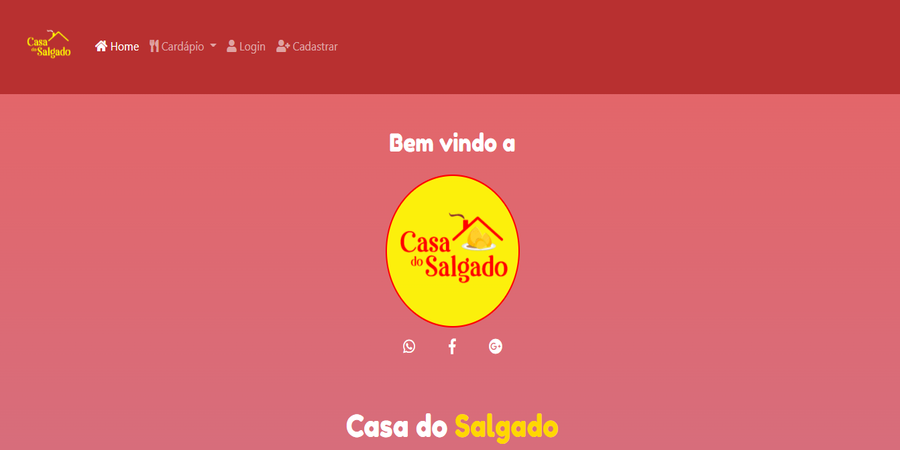 Casa
do Salgado
Home Cardápio Login Cadastrar
Bem vindo a
Casa
do Salgado
Casa do Salgado